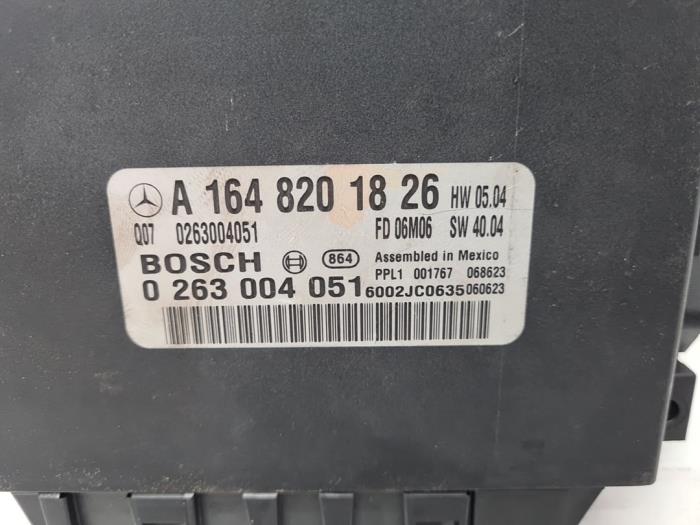 A 164 820 18 26 HW 05.04
Q07 0263004051 FD 06M06 SW 40.04
BOSCH 864 Assembled in Mexico
PPL1 001767 068623
0 263 004 051 6002JC0635 060623